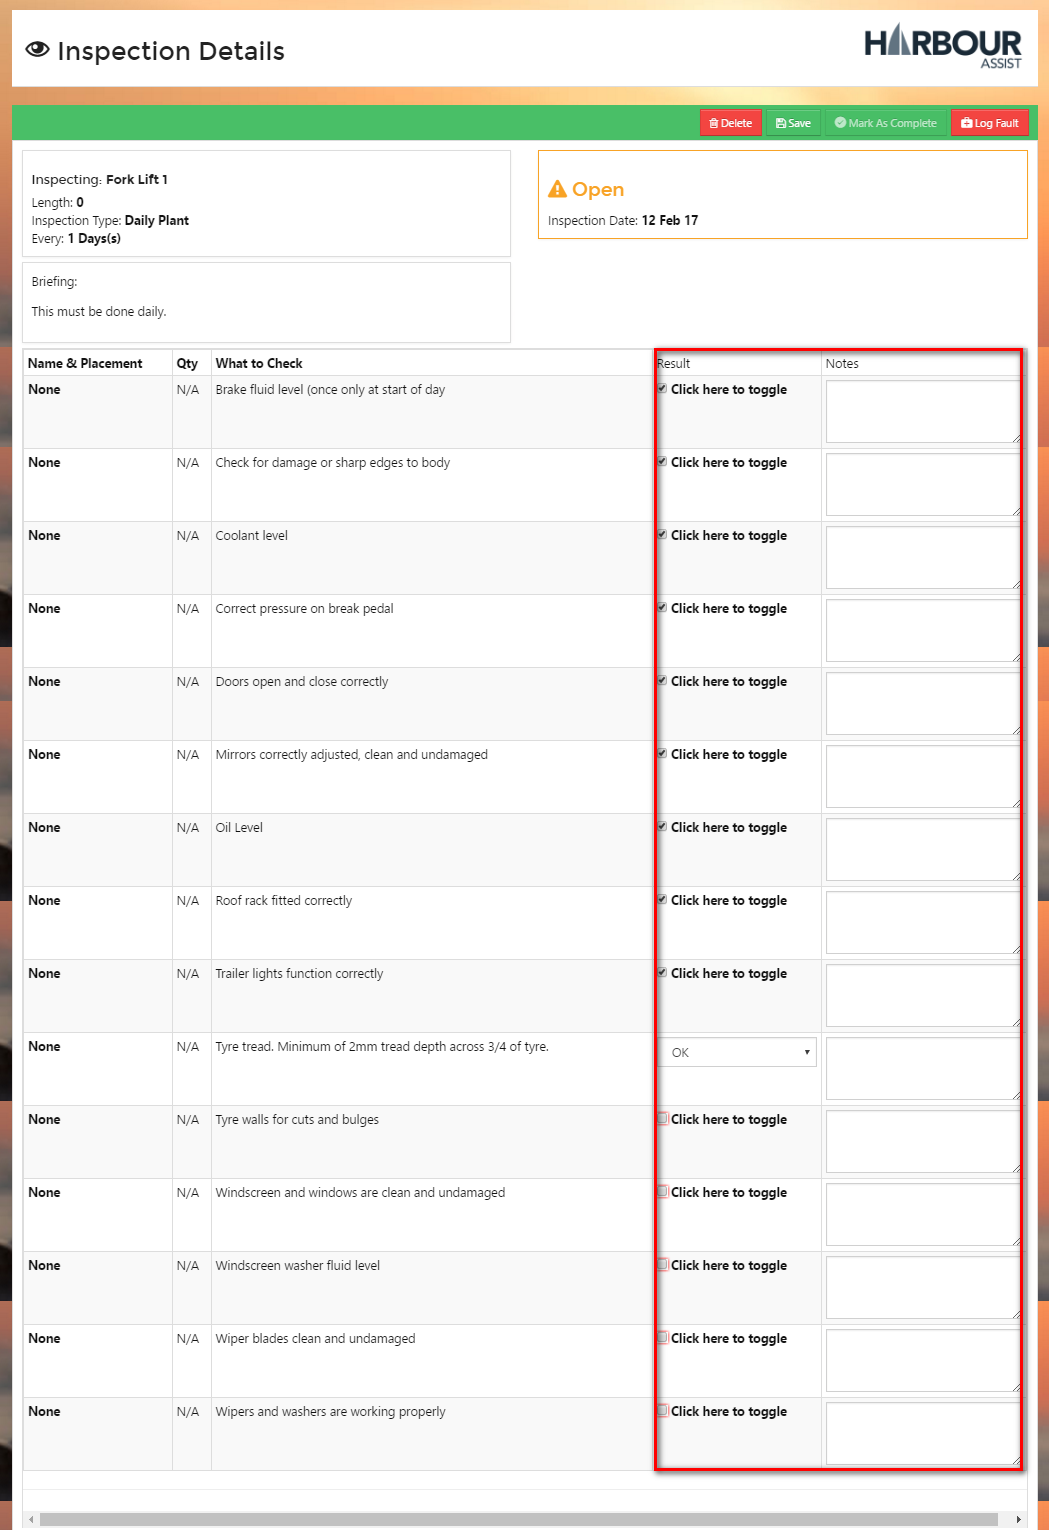 Inspection Details
HARBOUR
ASSIST
Delete Save Mark As Complete Log Fault
Inspecting: Fork Lift 1
Length: 0
Inspection Type: Daily Plant
Every: 1 Days(s)
Open
Inspection Date: 12 Feb 17
Briefing:
This must be done daily.
Name & Placement Qty What to Check Result Notes
None N/A Brake fluid level (once only at start of day Click here to toggle
None N/A Check for damage or sharp edges to body Click here to toggle
None N/A Coolant level Click here to toggle
None N/A Correct pressure on break pedal Click here to toggle
None N/A Doors open and close correctly Click here to toggle
None N/A Mirrors correctly adjusted, clean and undamaged Click here to toggle
None N/A Oil Level Click here to toggle
None N/A Roof rack fitted correctly Click here to toggle
None N/A Trailer lights function correctly Click here to toggle
None N/A Tyre tread. Minimum of 2mm tread depth across 3/4 of tyre. OK
None N/A Tyre walls for cuts and bulges Click here to toggle
None N/A Windscreen and windows are clean and undamaged Click here to toggle
None N/A Windscreen washer fluid level Click here to toggle
None N/A Wiper blades clean and undamaged Click here to toggle
None N/A Wipers and washers are working properly Click here to toggle